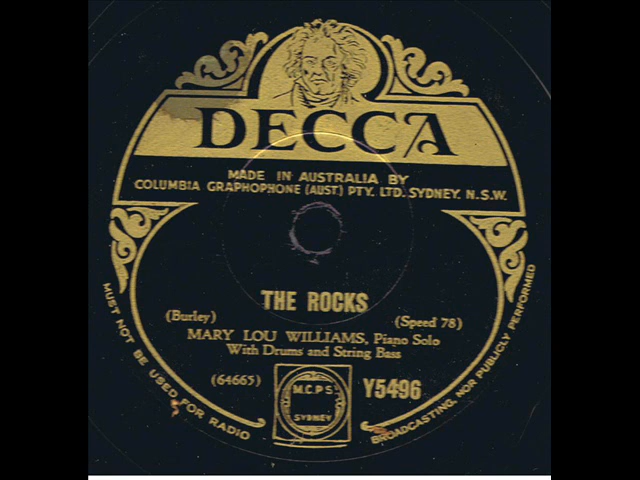 DECCA
MADE IN AUSTRALIA BY
COLUMBIA GRAPHOPHONE (AUST) PTY. LTD. SYDNEY. N.S.W.
THE ROCKS
(Burley)
(Speed 78)
MARY LOU WILLIAMS, Piano Solo
With Drums and String Bass
(64665)
M.C.P.S
SYDNEY
Y5496
MUST NOT BE USED FOR RADIO
BROADCASTING, NOR PUBLICLY PERFORMED